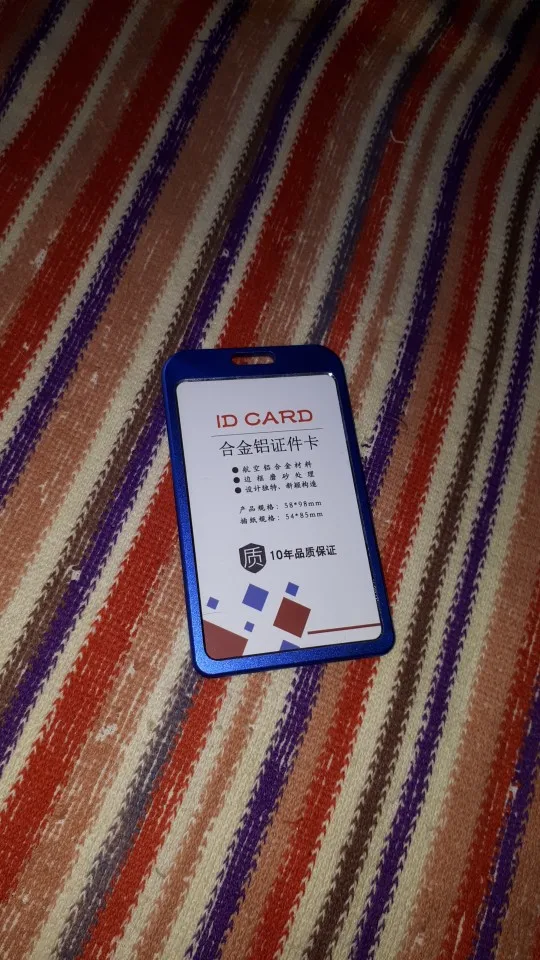 ID CARD
合金铝证件卡
● 航空铝合金材料
● 边框磨砂处理
● 设计独特、新颖构造
产品规格: 58*98mm
插纸规格: 54*85mm
质 10年品质保证